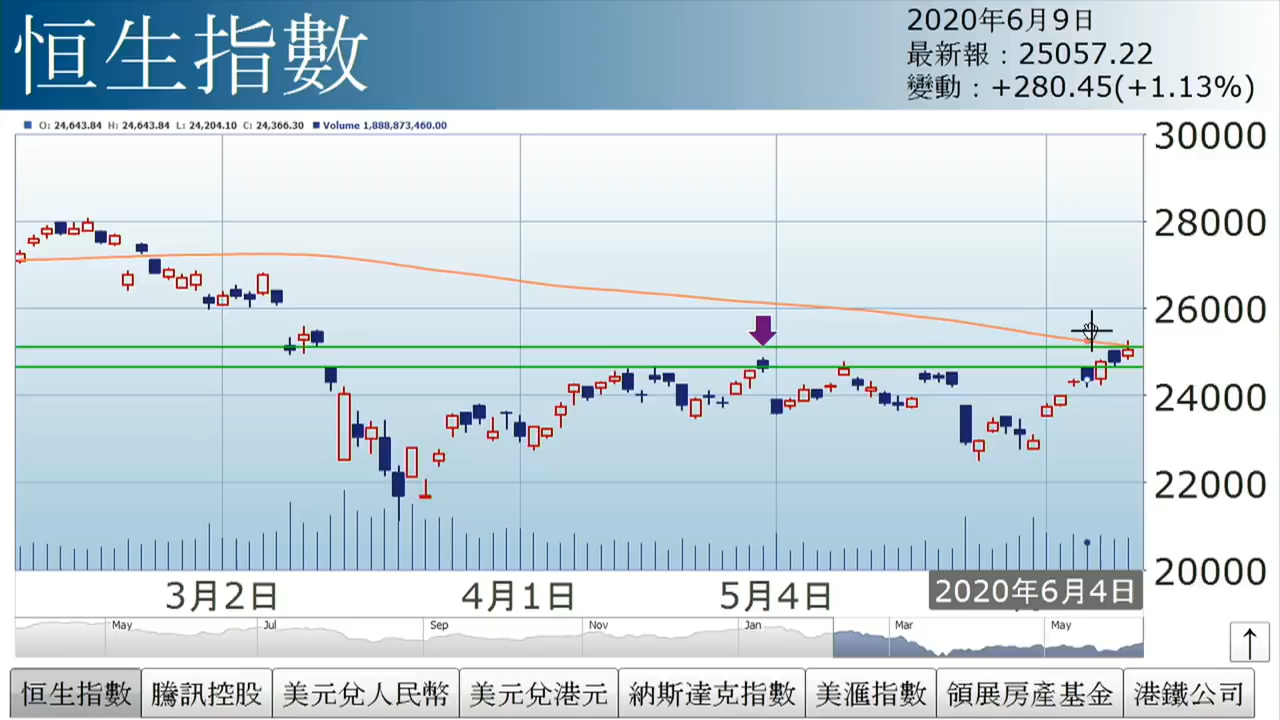 恒生指數
2020年6月9日
最新報：25057.22
變動：+280.45(+1.13%)
O: 24,643.84 H: 24,643.84 L: 24,204.10 C: 24,366.30 Volume 1,888,873,460.00
30000
28000
26000
24000
22000
20000
3月2日 4月1日 5月4日 2020年6月4日
May Jul Sep Nov Jan Mar May
↑
恒生指數 騰訊控股 美元兌人民幣 美元兌港元 納斯達克指數 美滙指數 領展房產基金 港鐵公司